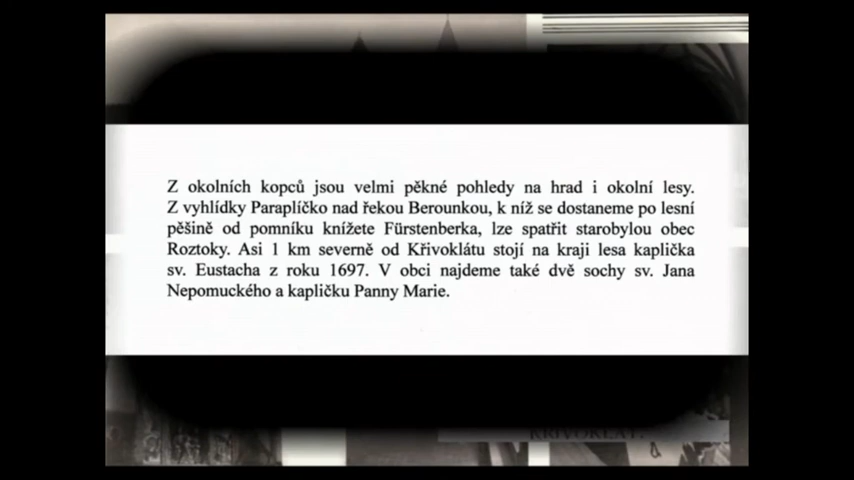 Z okolních kopců jsou velmi pěkné pohledy na hrad i okolní lesy.
Z vyhlídky Paraplíčko nad řekou Berounkou, k níž se dostaneme po lesní
pěšině od pomníku knížete Fürstenberka, lze spatřit starobylou obec
Roztoky. Asi 1 km severně od Křivoklátu stojí na kraji lesa kaplička
sv. Eustacha z roku 1697. V obci najdeme také dvě sochy sv. Jana
Nepomuckého a kapličku Panny Marie.
KŘIVOKLÁT.